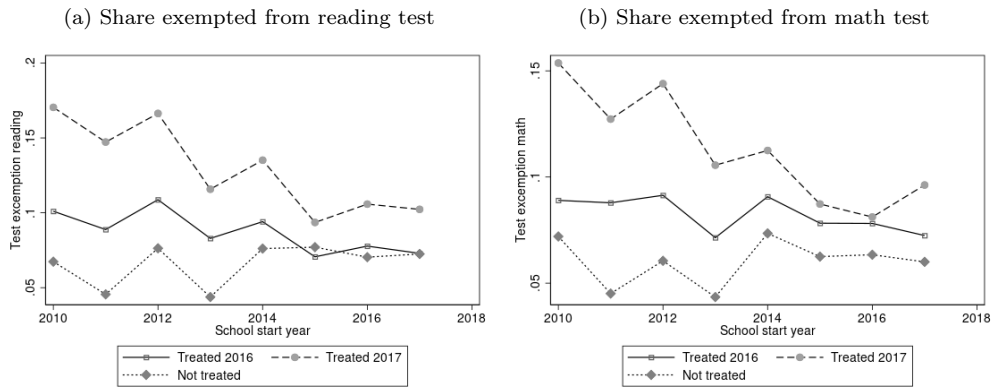 (a) Share exempted from reading test
.2
.15
.1
.05
Test excemption reading
2010 2012 2014 2016 2018
School start year
Treated 2016 Treated 2017
Not treated
(b) Share exempted from math test
.15
.1
.05
Test excemption math
2010 2012 2014 2016 2018
School start year
Treated 2016 Treated 2017
Not treated